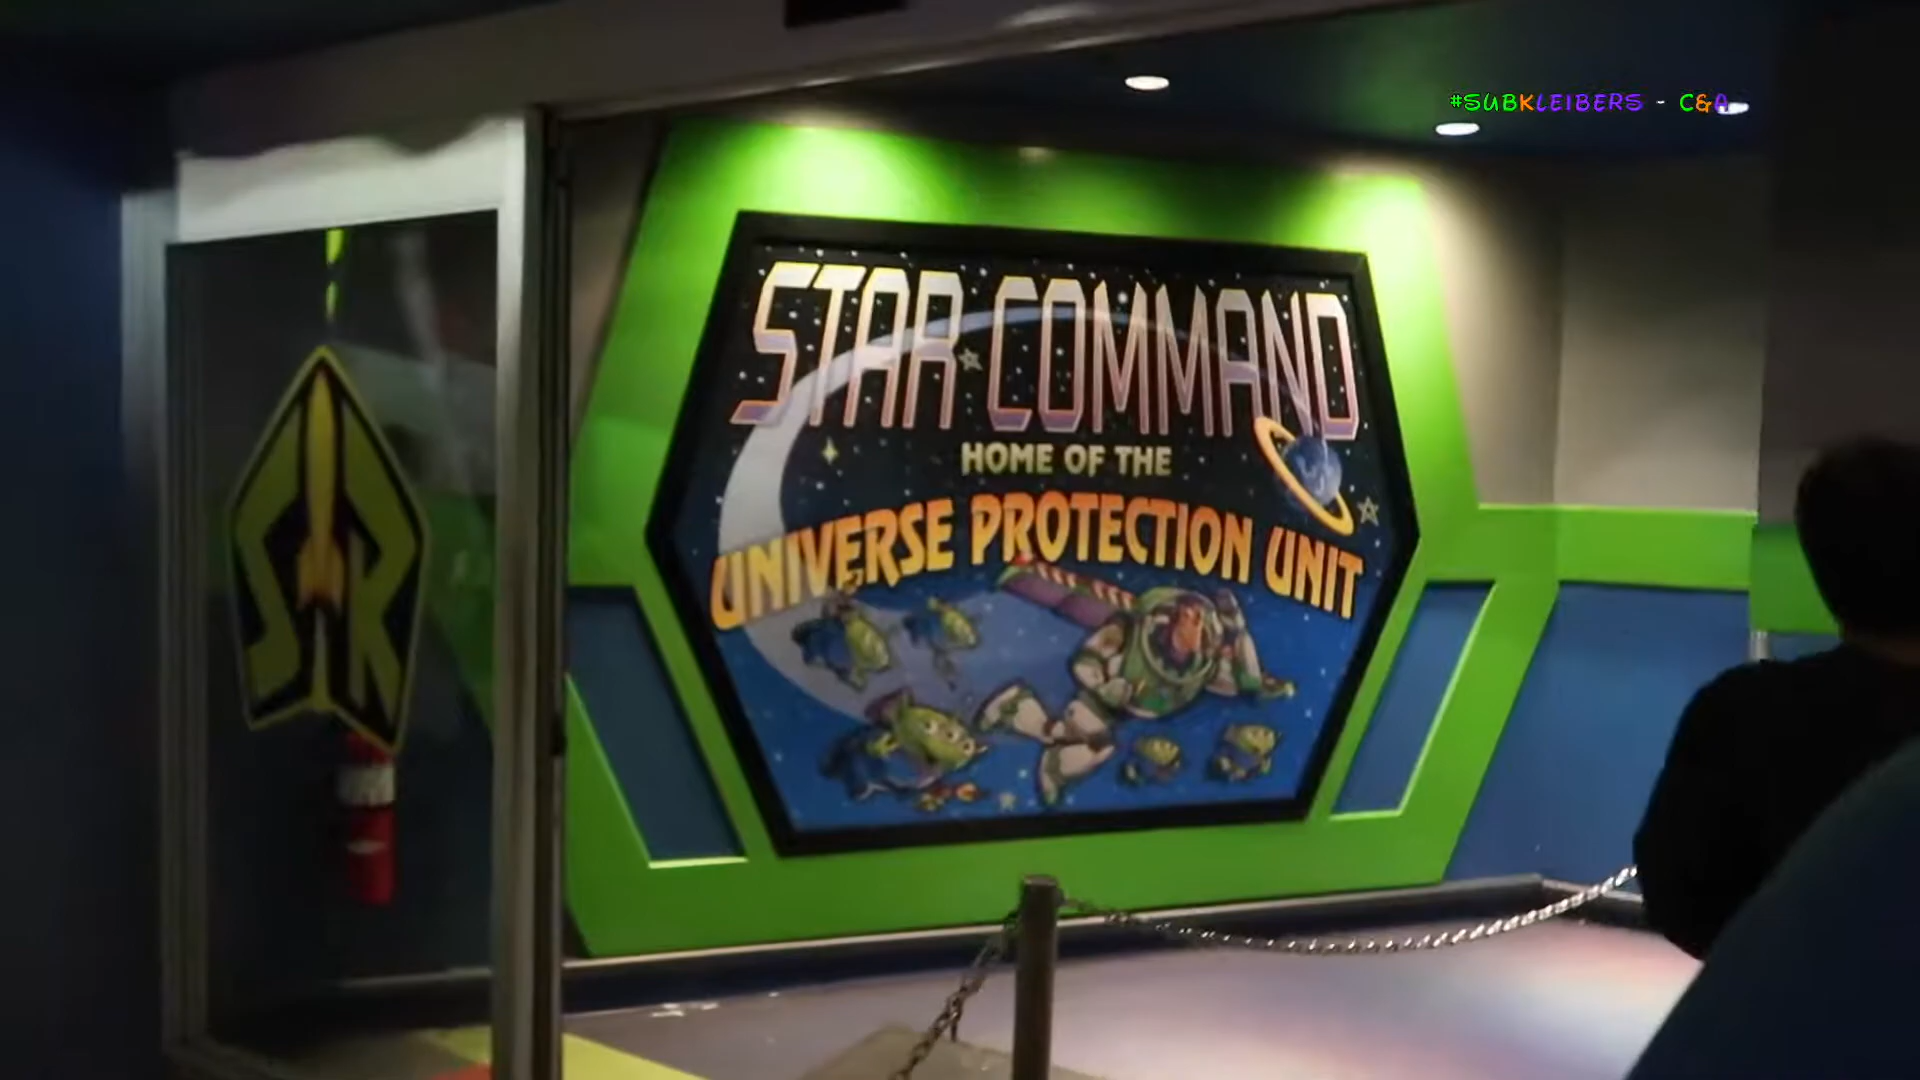 #SUBKLEIBERS - C&A
STAR COMMAND
HOME OF THE
UNIVERSE PROTECTION UNIT
SR